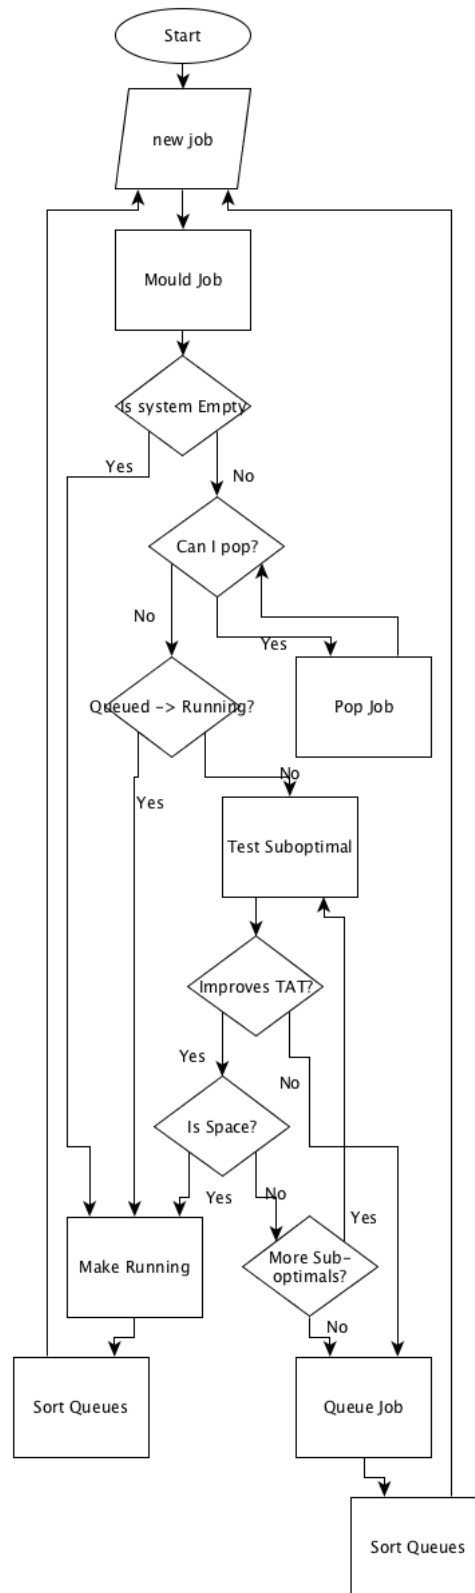 Start
new job
Mould Job
Is system Empty
Yes
No
Can I pop?
No
Yes
Queued -> Running?
Pop Job
No
Yes
Test Suboptimal
Improves TAT?
Yes
No
Is Space?
Yes
No
Yes
More Sub-
optimals?
Make Running
No
Sort Queues
Queue Job
Sort Queues